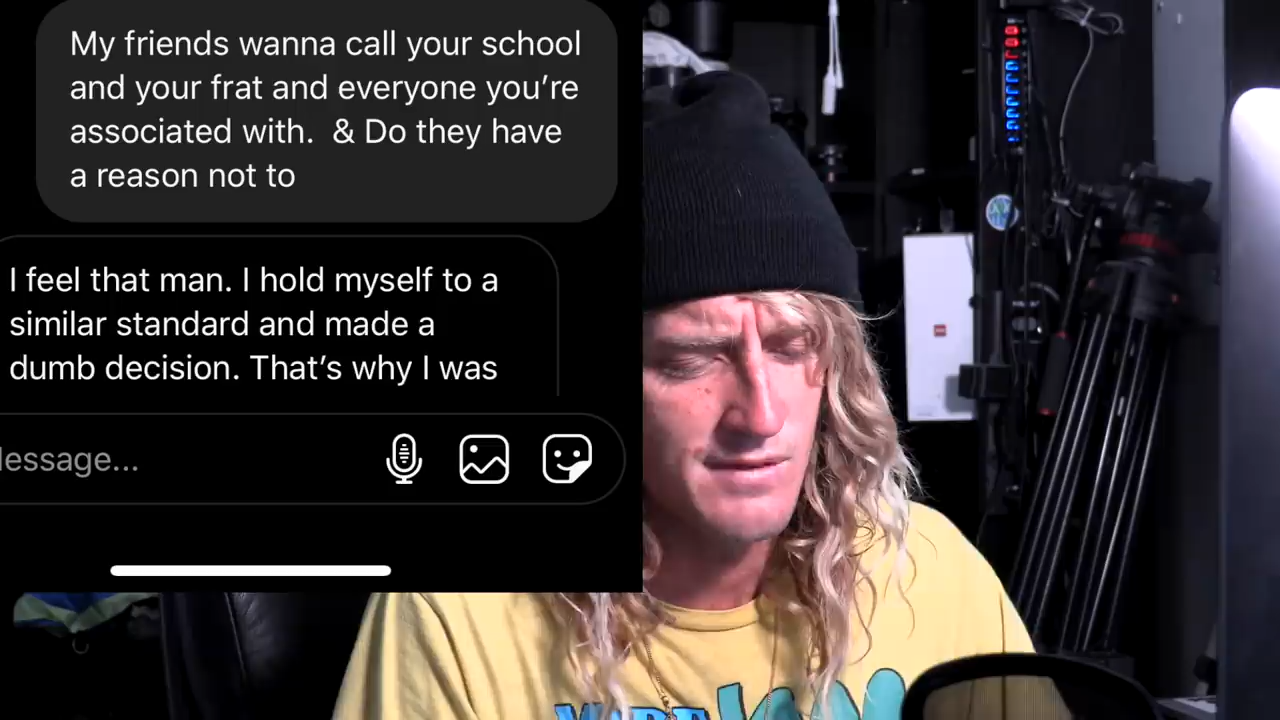 My friends wanna call your school
and your frat and everyone you’re
associated with.  & Do they have
a reason not to
I feel that man. I hold myself to a
similar standard and made a
dumb decision. That’s why I was